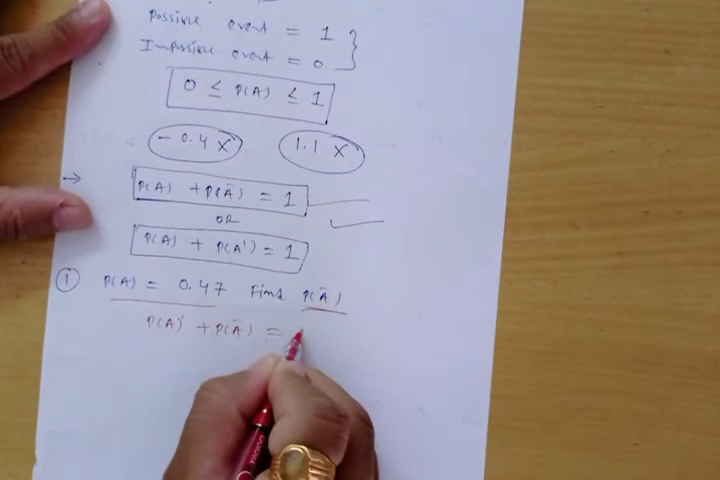 Possible event = 1
Impossible event = 0
0 ≤ P(A) ≤ 1
-0.4 X 1.1 X
→ P(A) + P(Ā) = 1
OR
P(A) + P(A') = 1
① P(A) = 0.47 Find P(Ā)
P(A) + P(Ā) =